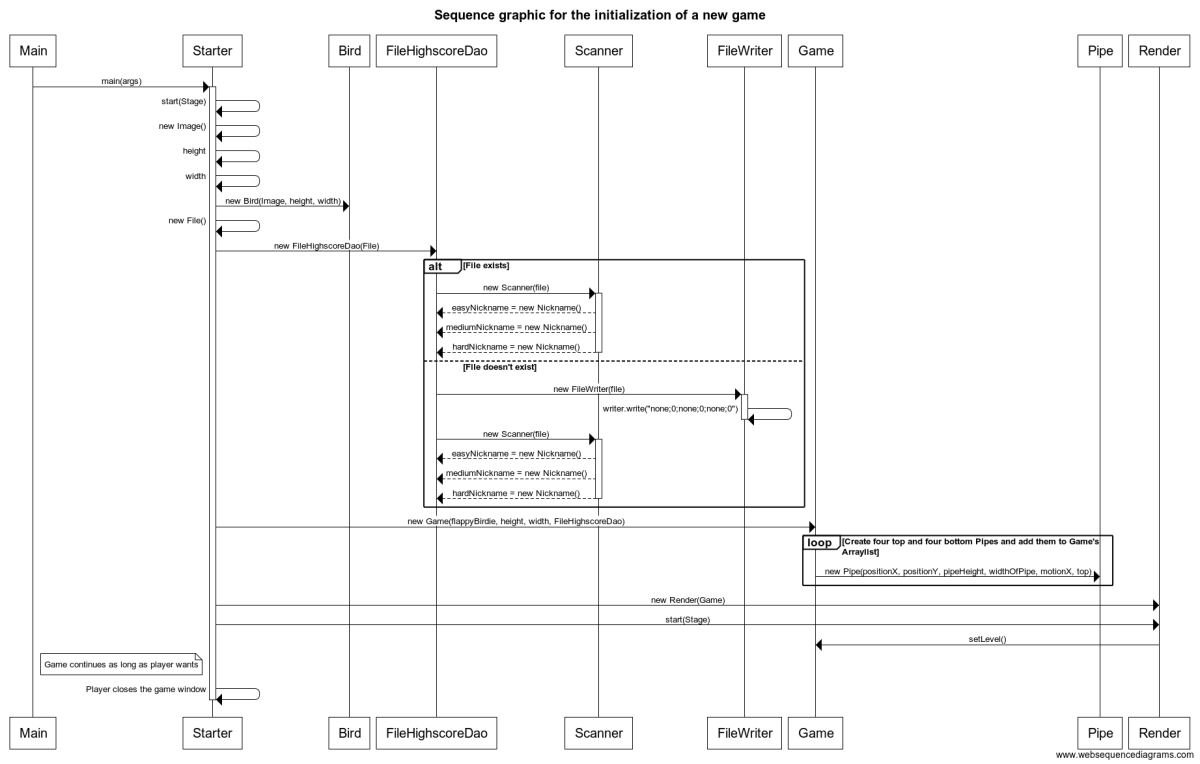 Sequence graphic for the initialization of a new game
Main
Starter
Bird
FileHighscoreDao
Scanner
FileWriter
Game
Pipe
Render
main(args)
start(Stage)
new Image()
height
width
new Bird(Image, height, width)
new File()
new FileHighscoreDao(File)
alt
[File exists]
new Scanner(file)
easyNickname = new Nickname()
mediumNickname = new Nickname()
hardNickname = new Nickname()
[File doesn't exist]
new FileWriter(file)
writer.write("none;0;none;0;none;0")
new Scanner(file)
easyNickname = new Nickname()
mediumNickname = new Nickname()
hardNickname = new Nickname()
new Game(flappyBirdie, height, width, FileHighscoreDao)
loop
[Create four top and four bottom Pipes and add them to Game's
Arraylist]
new Pipe(positionX, positionY, pipeHeight, widthOfPipe, motionX, top)
new Render(Game)
start(Stage)
setLevel()
Game continues as long as player wants
Player closes the game window
Main
Starter
Bird
FileHighscoreDao
Scanner
FileWriter
Game
Pipe
Render
www.websequencediagrams.com